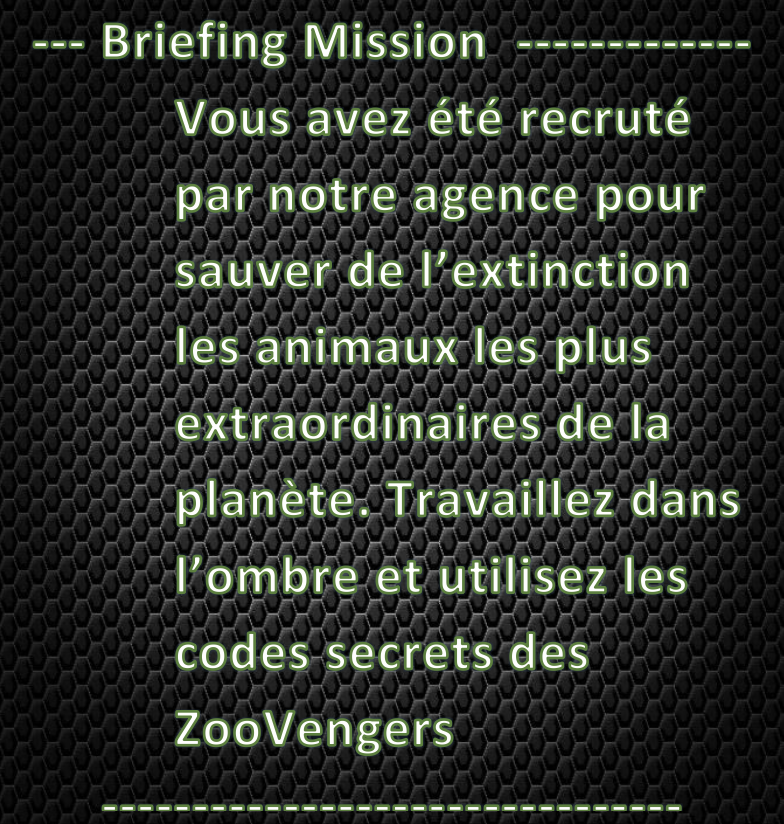 --- Briefing Mission -------------
Vous avez été recruté
par notre agence pour
sauver de l’extinction
les animaux les plus
extraordinaires de la
planète. Travaillez dans
l’ombre et utilisez les
codes secrets des
ZooVengers
--------------------------------